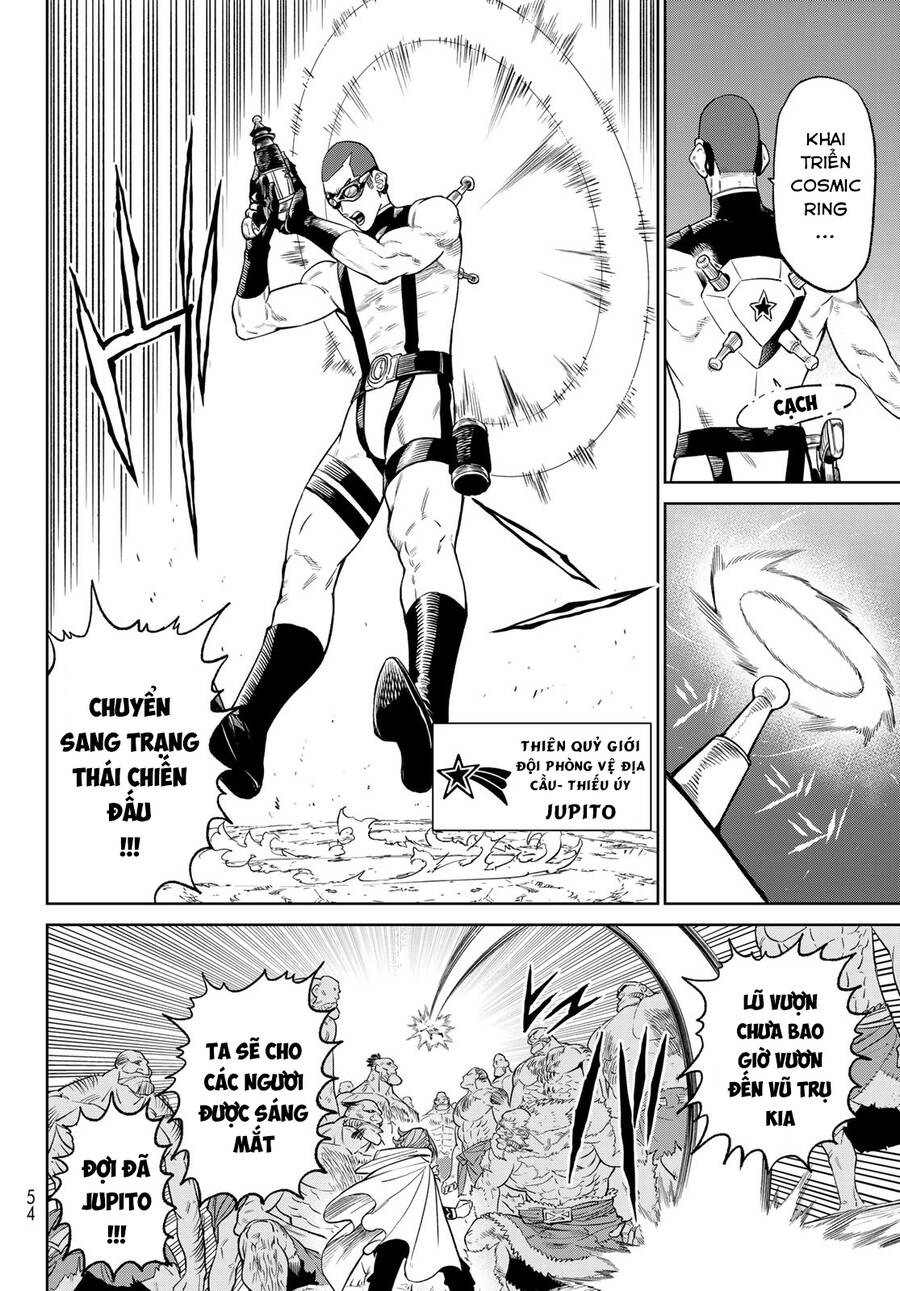 KHAI
TRIỂN
COSMIC
RING
...
CẠCH
CHUYỂN
SANG TRẠNG
THÁI CHIẾN
ĐẤU
!!!
THIÊN QUỶ GIỚI
ĐỘI PHÒNG VỆ ĐỊA
CẦU- THIẾU ÚY
JUPITO
LŨ VƯỢN
CHƯA BAO
GIỜ VƯƠN
ĐẾN VŨ TRỤ
KIA
TA SẼ CHO
CÁC NGƯƠI
ĐƯỢC SÁNG
MẮT
ĐỢI ĐÃ
JUPITO
!!!
54